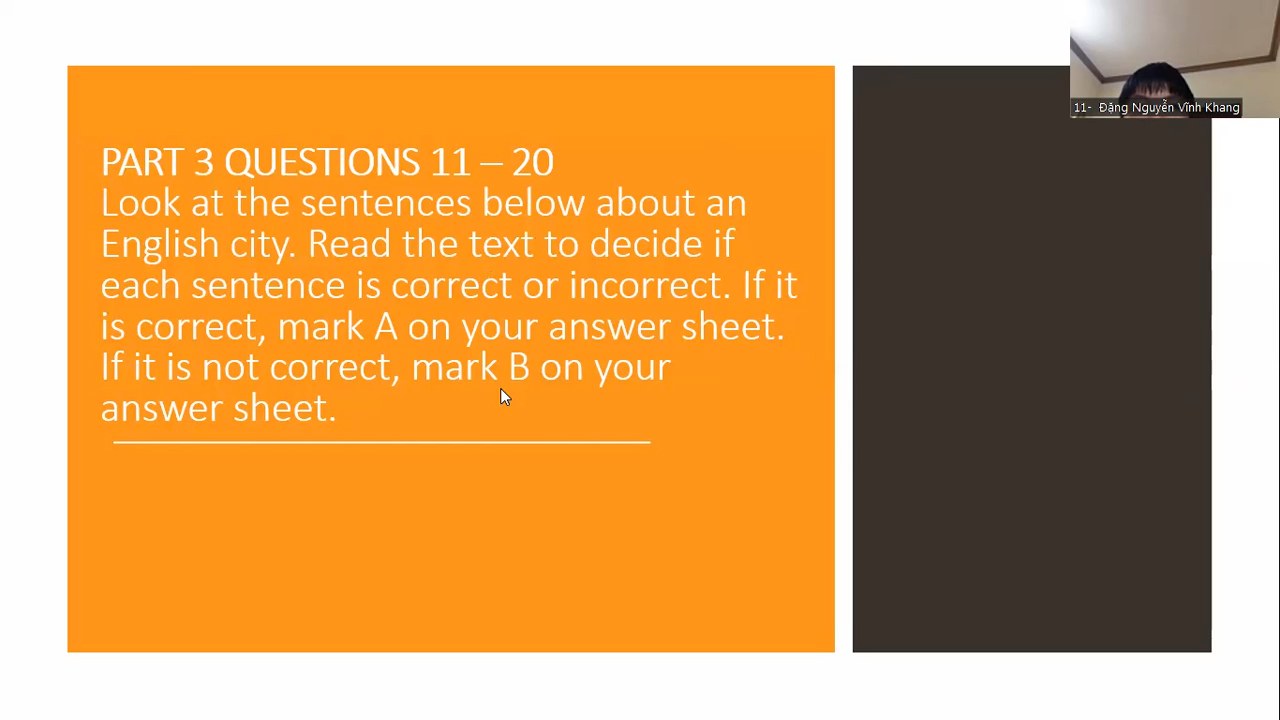 PART 3 QUESTIONS 11 – 20
Look at the sentences below about an
English city. Read the text to decide if
each sentence is correct or incorrect. If it
is correct, mark A on your answer sheet.
If it is not correct, mark B on your
answer sheet.
11- Đặng Nguyễn Vĩnh Khang